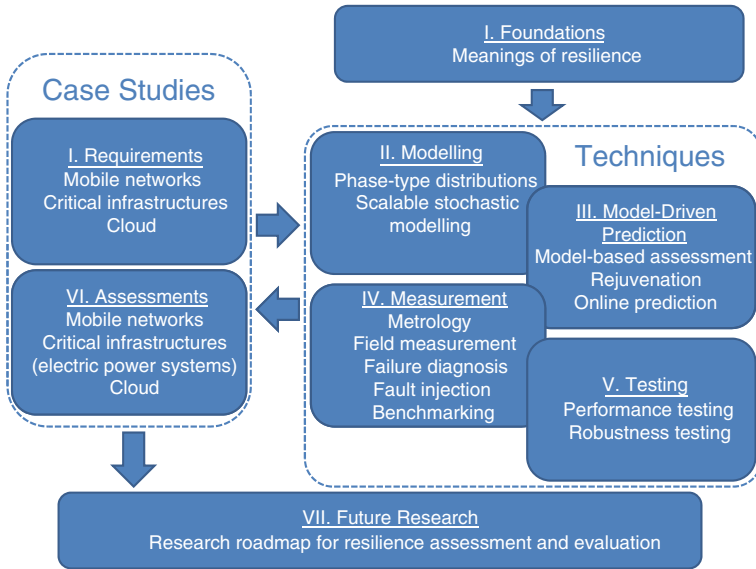 I. Foundations
Meanings of resilience
Case Studies
I. Requirements
Mobile networks
Critical infrastructures
Cloud
VI. Assessments
Mobile networks
Critical infrastructures
(electric power systems)
Cloud
Techniques
II. Modelling
Phase-type distributions
Scalable stochastic
modelling
III. Model-Driven
Prediction
Model-based assessment
Rejuvenation
Online prediction
IV. Measurement
Metrology
Field measurement
Failure diagnosis
Fault injection
Benchmarking
V. Testing
Performance testing
Robustness testing
VII. Future Research
Research roadmap for resilience assessment and evaluation